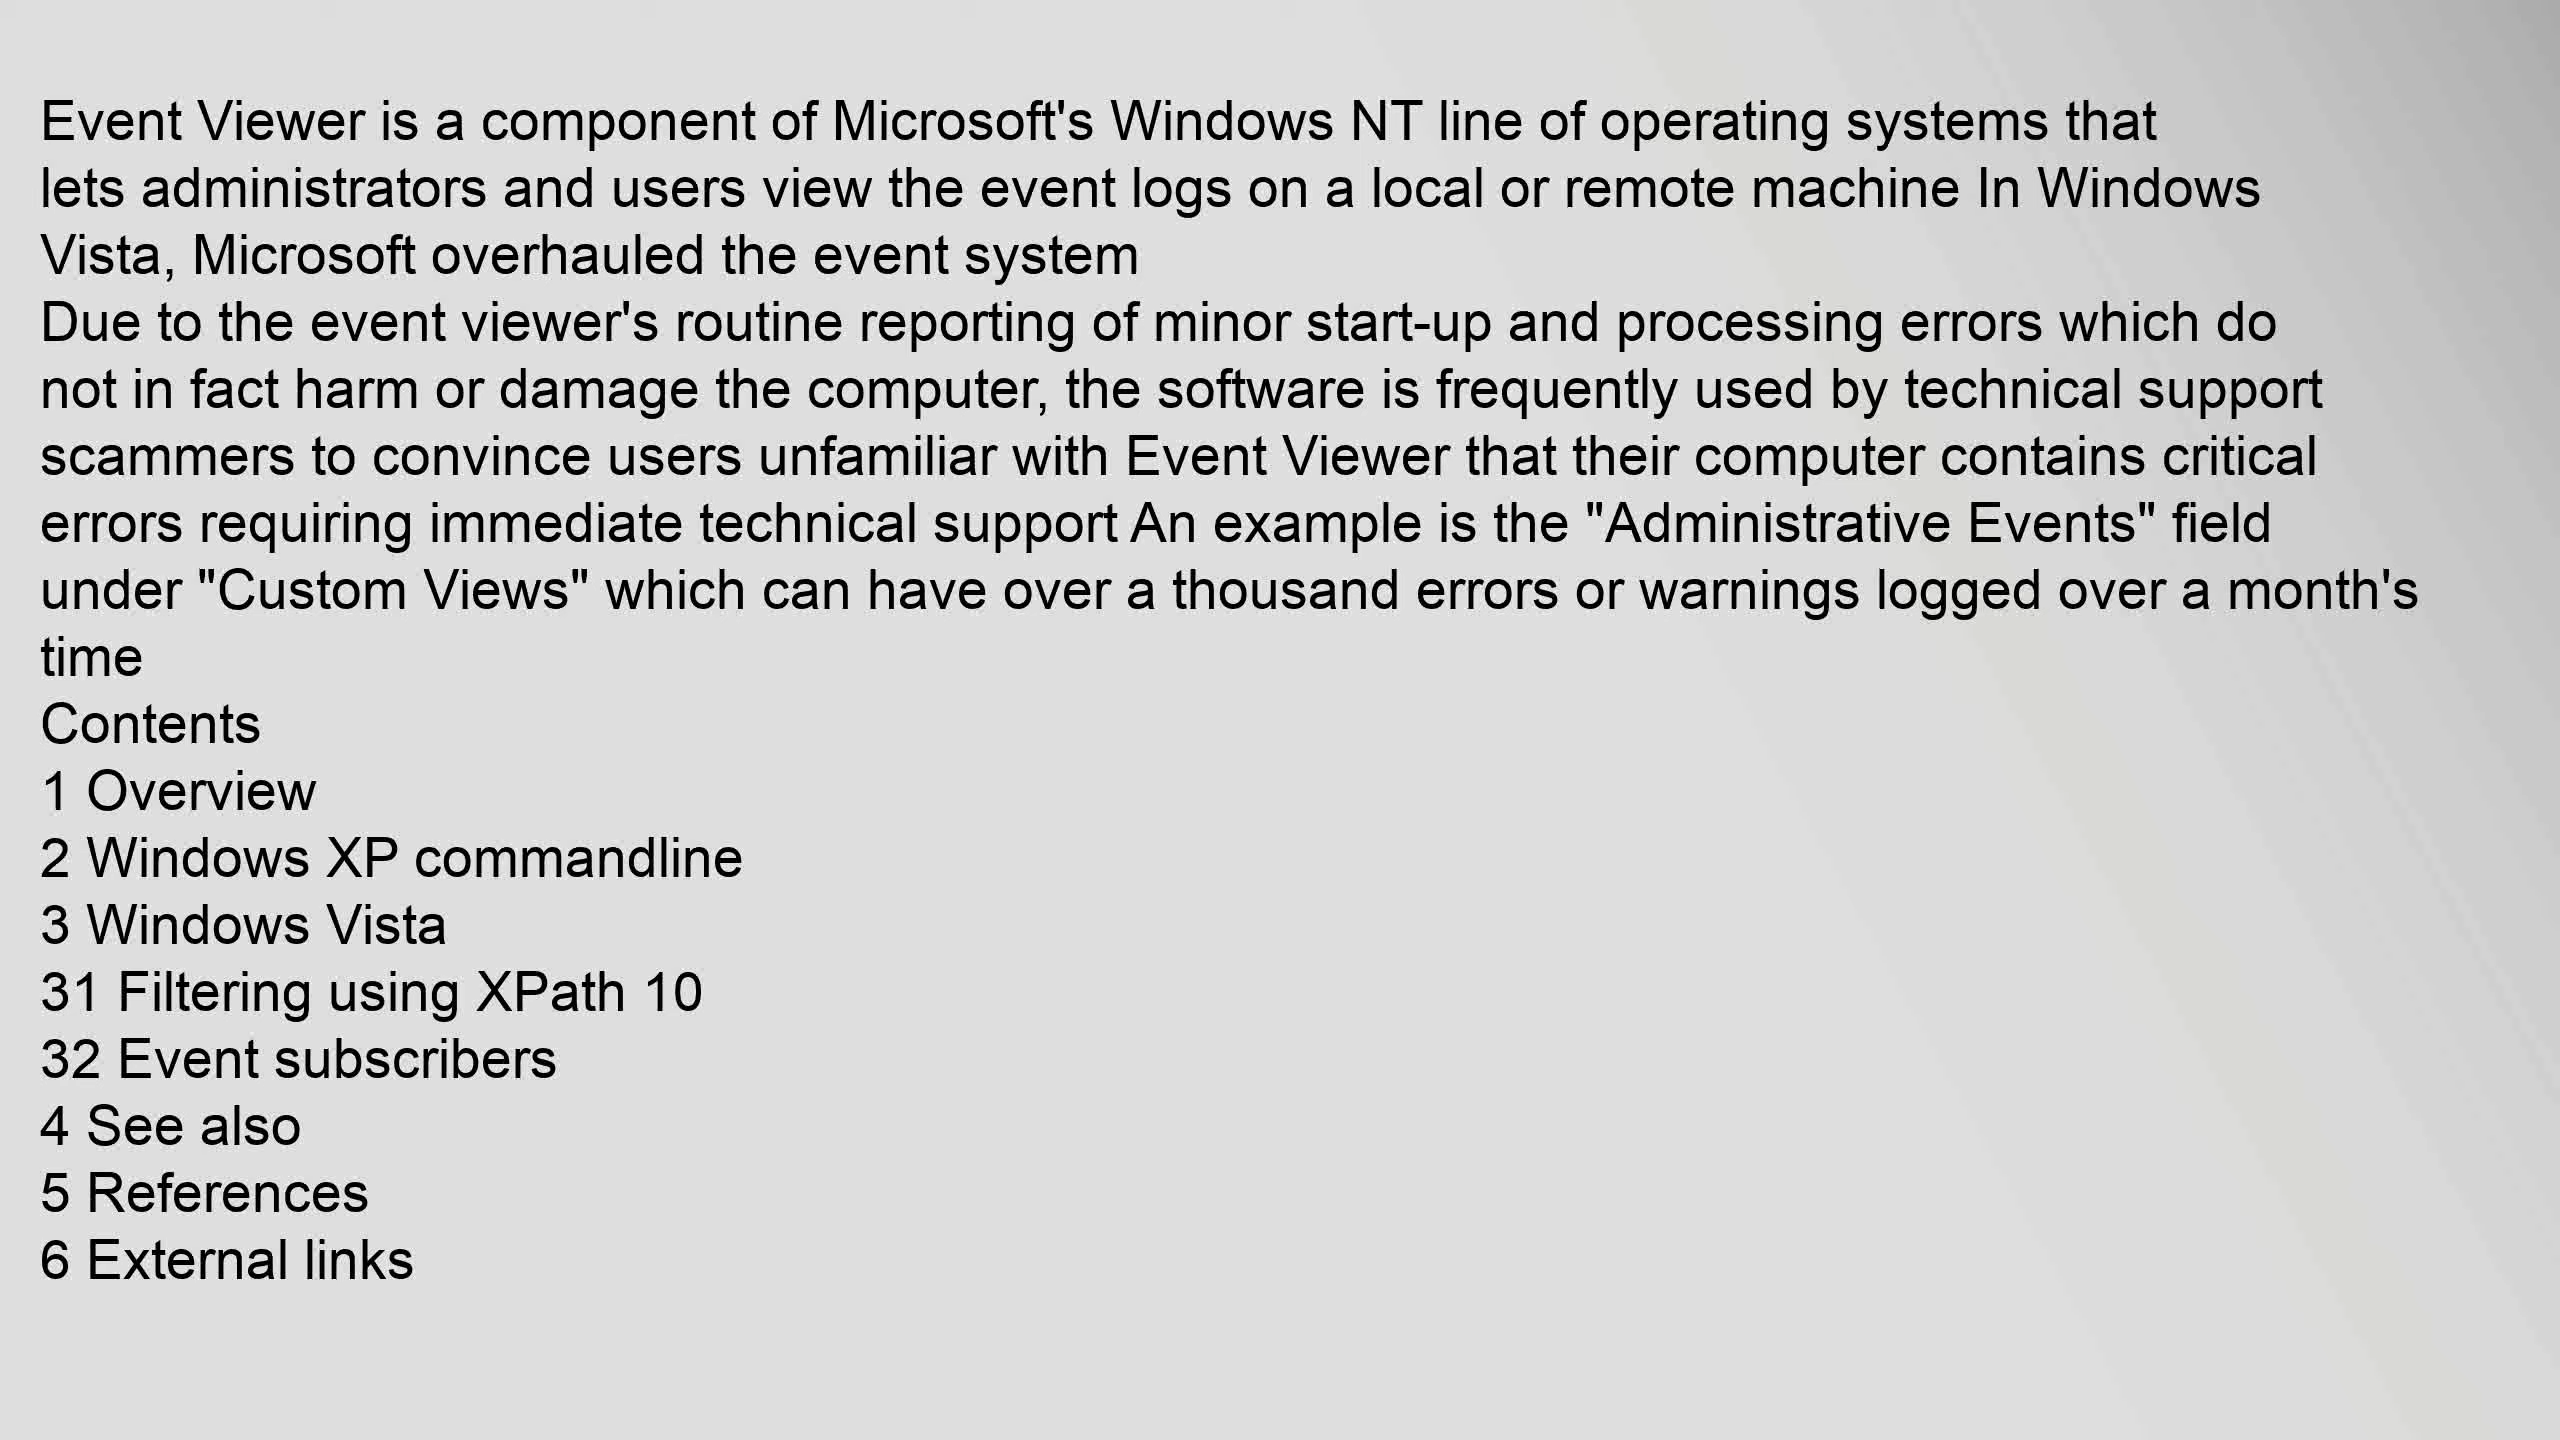 Event Viewer is a component of Microsoft's Windows NT line of operating systems that
lets administrators and users view the event logs on a local or remote machine In Windows
Vista, Microsoft overhauled the event system
Due to the event viewer's routine reporting of minor start-up and processing errors which do
not in fact harm or damage the computer, the software is frequently used by technical support
scammers to convince users unfamiliar with Event Viewer that their computer contains critical
errors requiring immediate technical support An example is the "Administrative Events" field
under "Custom Views" which can have over a thousand errors or warnings logged over a month's
time
Contents
1 Overview
2 Windows XP commandline
3 Windows Vista
31 Filtering using XPath 10
32 Event subscribers
4 See also
5 References
6 External links